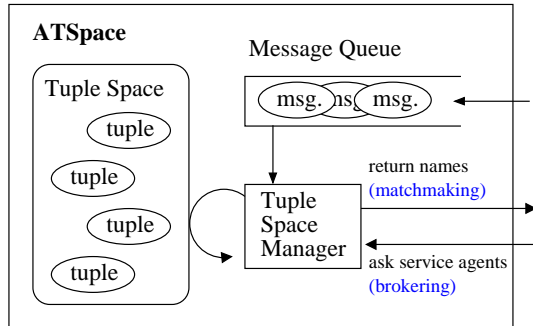 ATSpace
Message Queue
Tuple Space
tuple
tuple
tuple
tuple
msg.
msg.
msg.
Tuple
Space
Manager
return names
(matchmaking)
ask service agents
(brokering)